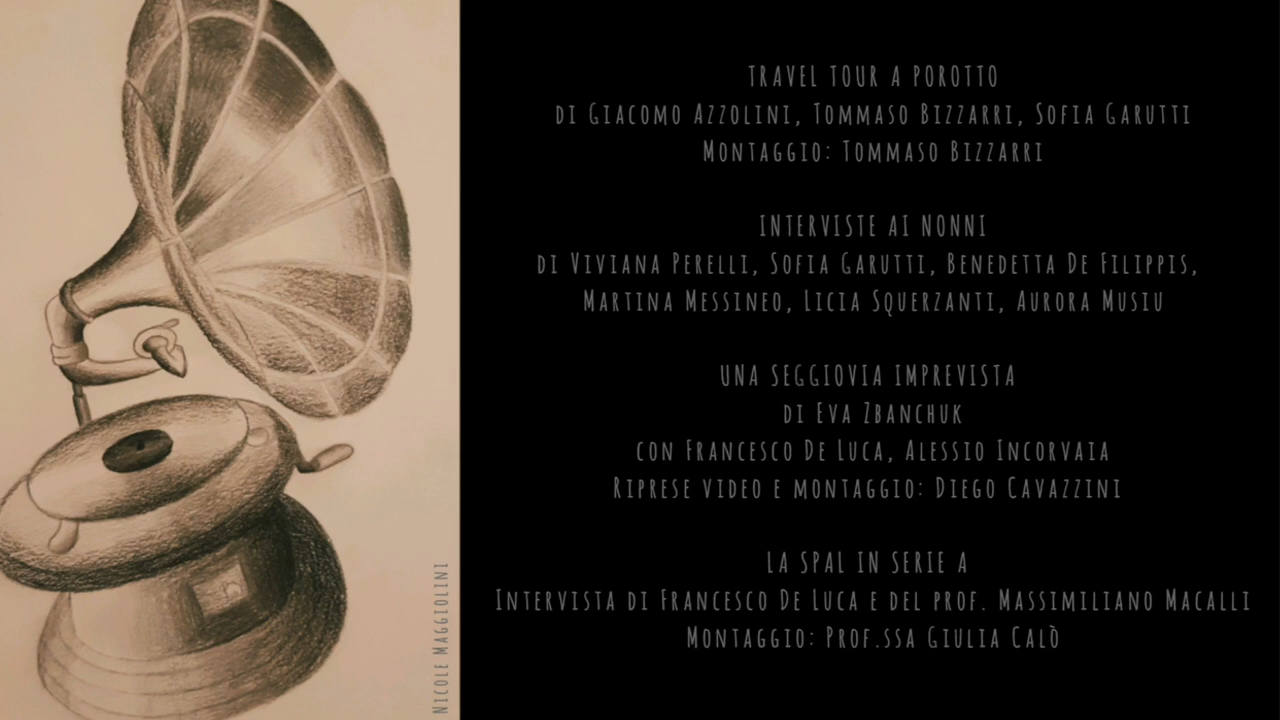 TRAVEL TOUR A POROTTO
DI GIACOMO AZZOLINI, TOMMASO BIZZARRI, SOFIA GARUTTI
MONTAGGIO: TOMMASO BIZZARRI
INTERVISTE AI NONNI
DI VIVIANA PERELLI, SOFIA GARUTTI, BENEDETTA DE FILIPPIS,
MARTINA MESSINEO, LICIA SQUERZANTI, AURORA MUSIU
UNA SEGGIOVIA IMPREVISTA
DI EVA ZBANCHUK
CON FRANCESCO DE LUCA, ALESSIO INCORVAIA
RIPRESE VIDEO E MONTAGGIO: DIEGO CAVAZZINI
LA SPAL IN SERIE A
INTERVISTA DI FRANCESCO DE LUCA E DEL PROF. MASSIMILIANO MACALLI
MONTAGGIO: PROF.SSA GIULIA CALÒ
NICOLE MAGGIOLINI